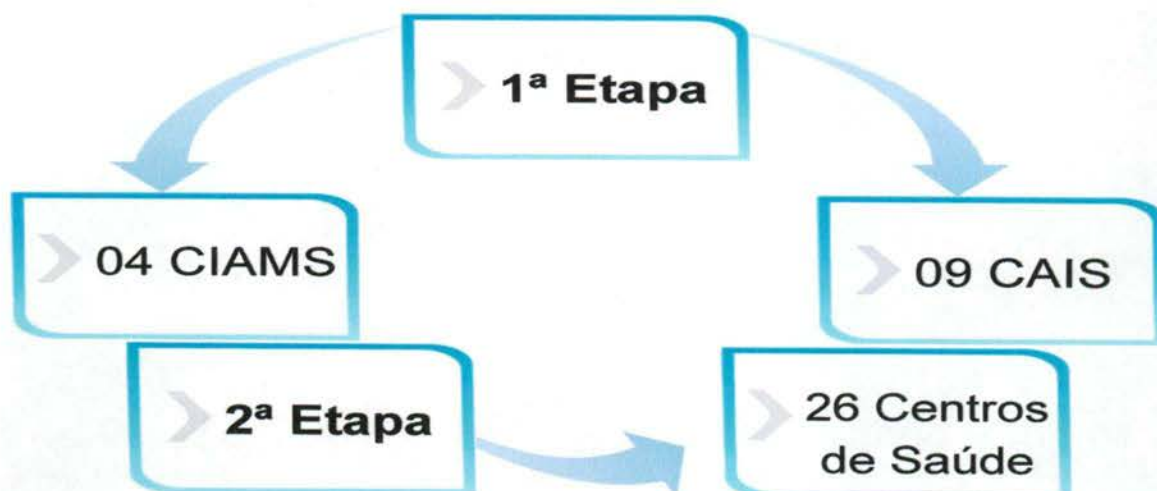 1ª Etapa
04 CIAMS
09 CAIS
2ª Etapa
26 Centros
de Saúde